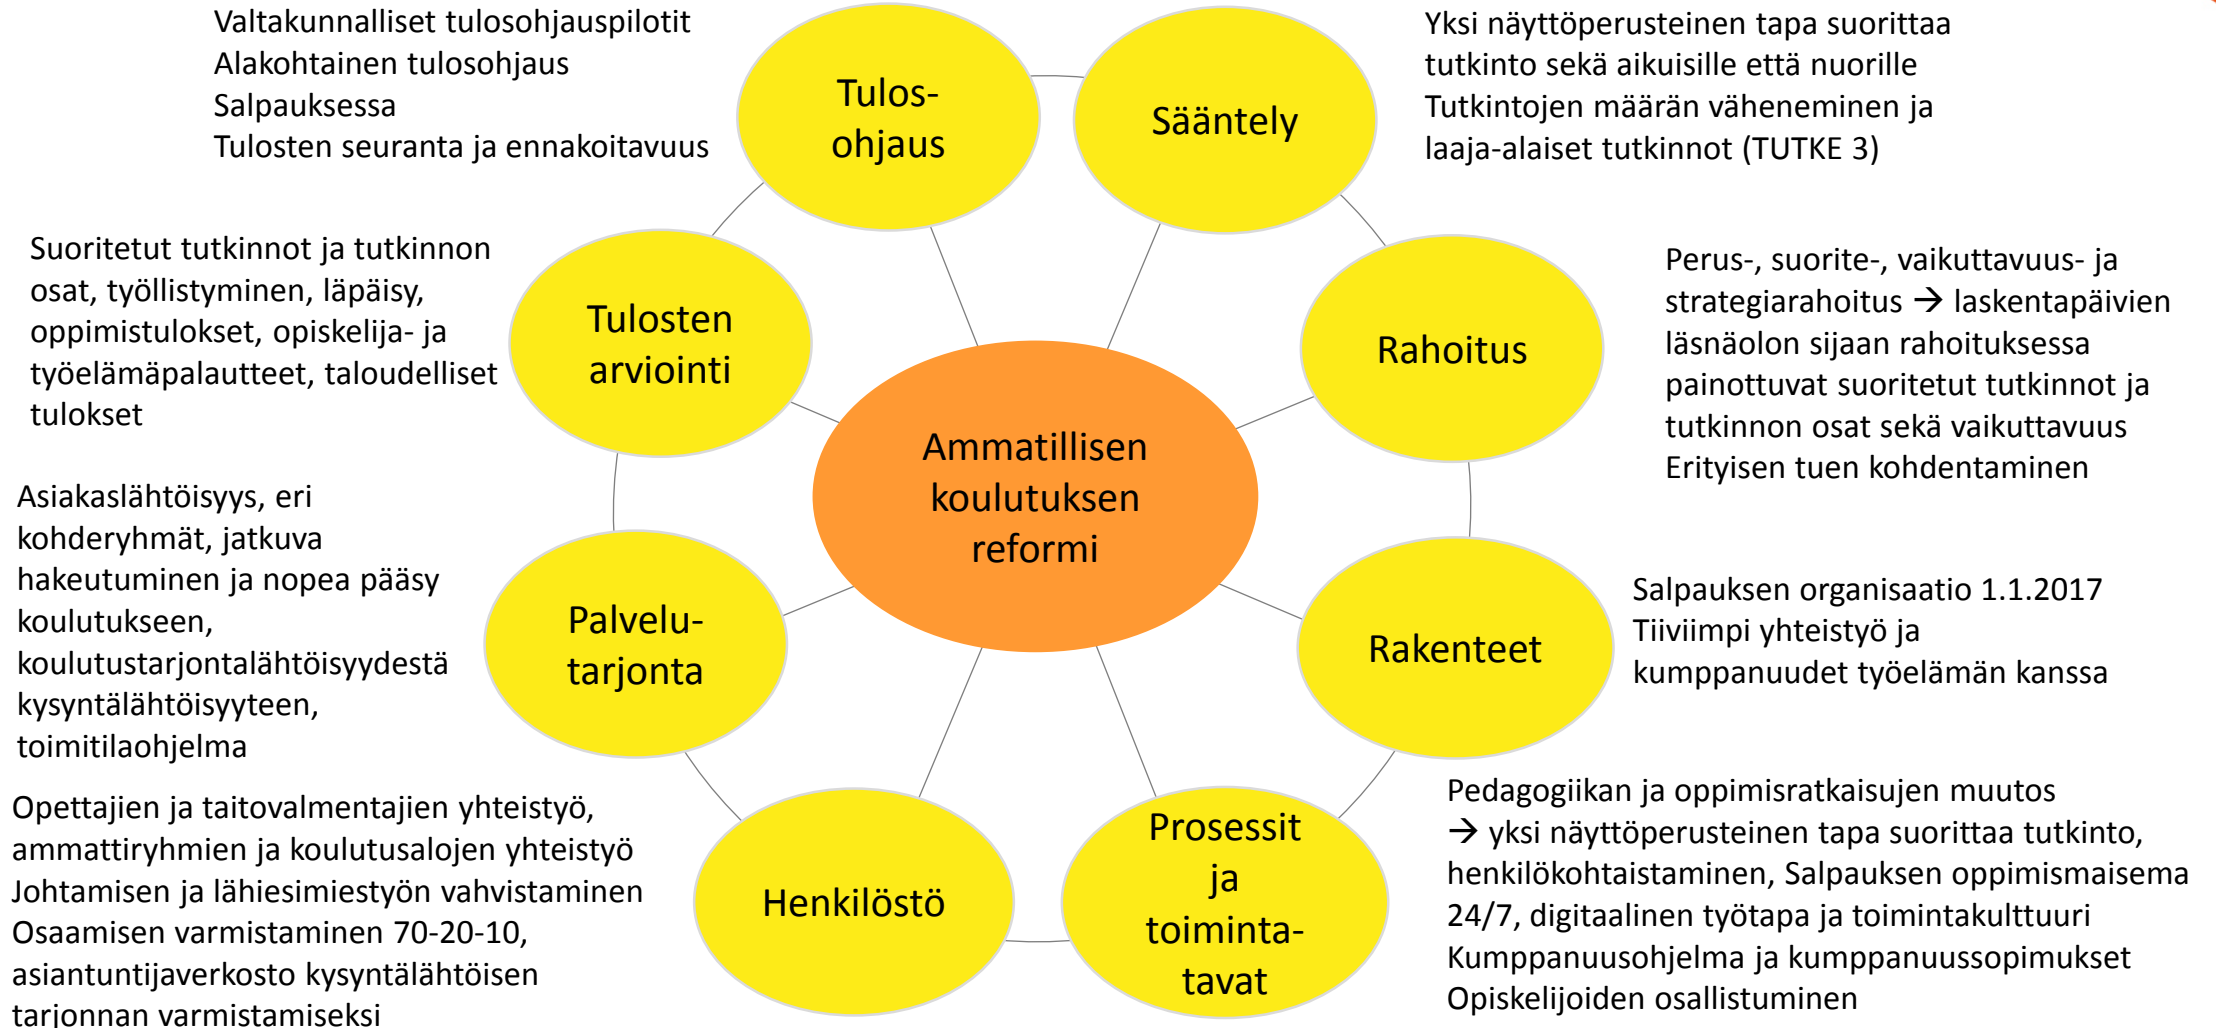 Valtakunnalliset tulosohjauspilotit
Alakohtainen tulosohjaus
Salpauksessa
Tulosten seuranta ja ennakoitavuus
Tulos-
ohjaus
Sääntely
Yksi näyttöperusteinen tapa suorittaa
tutkinto sekä aikuisille että nuorille
Tutkintojen määrän väheneminen ja
laaja-alaiset tutkinnot (TUTKE 3)
Suoritetut tutkinnot ja tutkinnon
osat, työllistyminen, läpäisy,
oppimistulokset, opiskelija- ja
työelämäpalautteet, taloudelliset
tulokset
Tulosten
arviointi
Rahoitus
Perus-, suorite-, vaikuttavuus- ja
strategiarahoitus → laskentapäivien
läsnäolon sijaan rahoituksessa
painottuvat suoritetut tutkinnot ja
tutkinnon osat sekä vaikuttavuus
Erityisen tuen kohdentaminen
Ammatillisen
koulutuksen
reformi
Asiakaslähtöisyys, eri
kohderyhmät, jatkuva
hakeutuminen ja nopea pääsy
koulutukseen,
koulutustarjontalähtöisyydestä
kysyntälähtöisyyteen,
toimitilaohjelma
Palvelu-
tarjonta
Rakenteet
Salpauksen organisaatio 1.1.2017
Tiiviimpi yhteistyö ja
kumppanuudet työelämän kanssa
Opettajien ja taitovalmentajien yhteistyö,
ammattiryhmien ja koulutusalojen yhteistyö
Johtamisen ja lähiesimiestyön vahvistaminen
Osaamisen varmistaminen 70-20-10,
asiantuntijaverkosto kysyntälähtöisen
tarjonnan varmistamiseksi
Henkilöstö
Prosessit
ja
toiminta-
tavat
Pedagogiikan ja oppimisratkaisujen muutos
→ yksi näyttöperusteinen tapa suorittaa tutkinto,
henkilökohtaistaminen, Salpauksen oppimismaisema
24/7, digitaalinen työtapa ja toimintakulttuuri
Kumppanuusohjelma ja kumppanuussopimukset
Opiskelijoiden osallistuminen